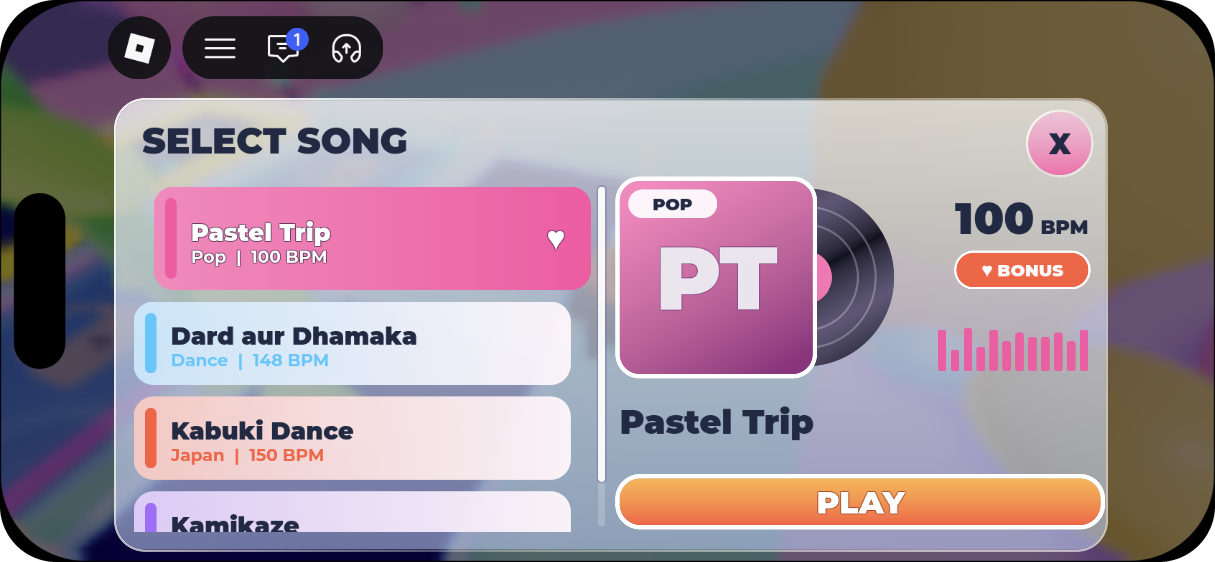 1
SELECT SONG
X
Pastel Trip
Pop | 100 BPM
Dard aur Dhamaka
Dance | 148 BPM
Kabuki Dance
Japan | 150 BPM
Kamikaze
POP
PT
100 BPM
♥ BONUS
Pastel Trip
PLAY